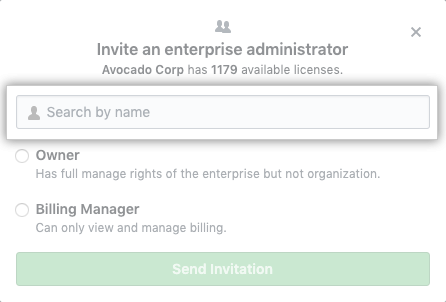 Invite an enterprise administrator
Avocado Corp has 1179 available licenses.
Search by name
Owner
Has full manage rights of the enterprise but not organization.
Billing Manager
Can only view and manage billing.
Send Invitation